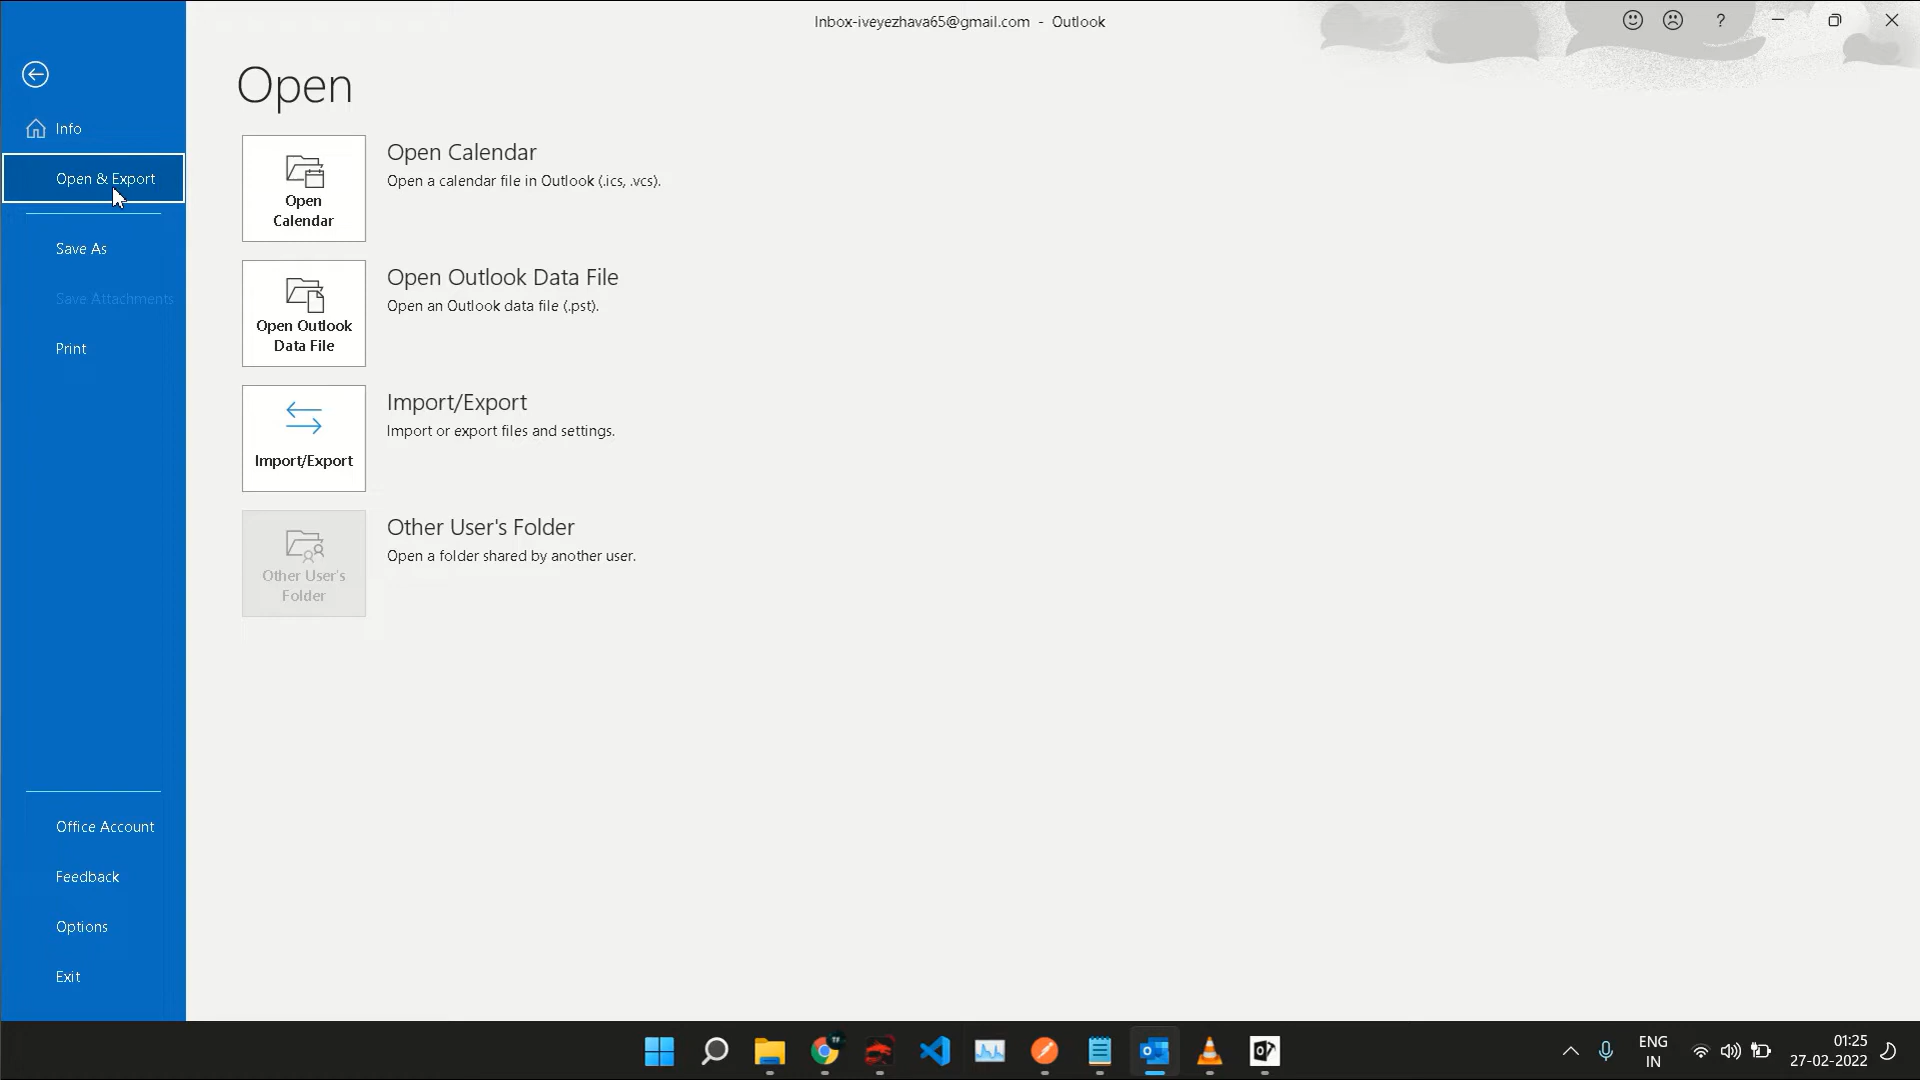 Inbox-iveyezhava65@gmail.com - Outlook
?
Open
Info
Open & Export
Save As
Save Attachments
Print
Office Account
Feedback
Options
Exit
Open
Calendar
Open Calendar
Open a calendar file in Outlook (.ics, .vcs).
Open Outlook
Data File
Open Outlook Data File
Open an Outlook data file (.pst).
Import/Export
Import/Export
Import or export files and settings.
Other User's
Folder
Other User's Folder
Open a folder shared by another user.
TF
ENG
IN
01:25
27-02-2022